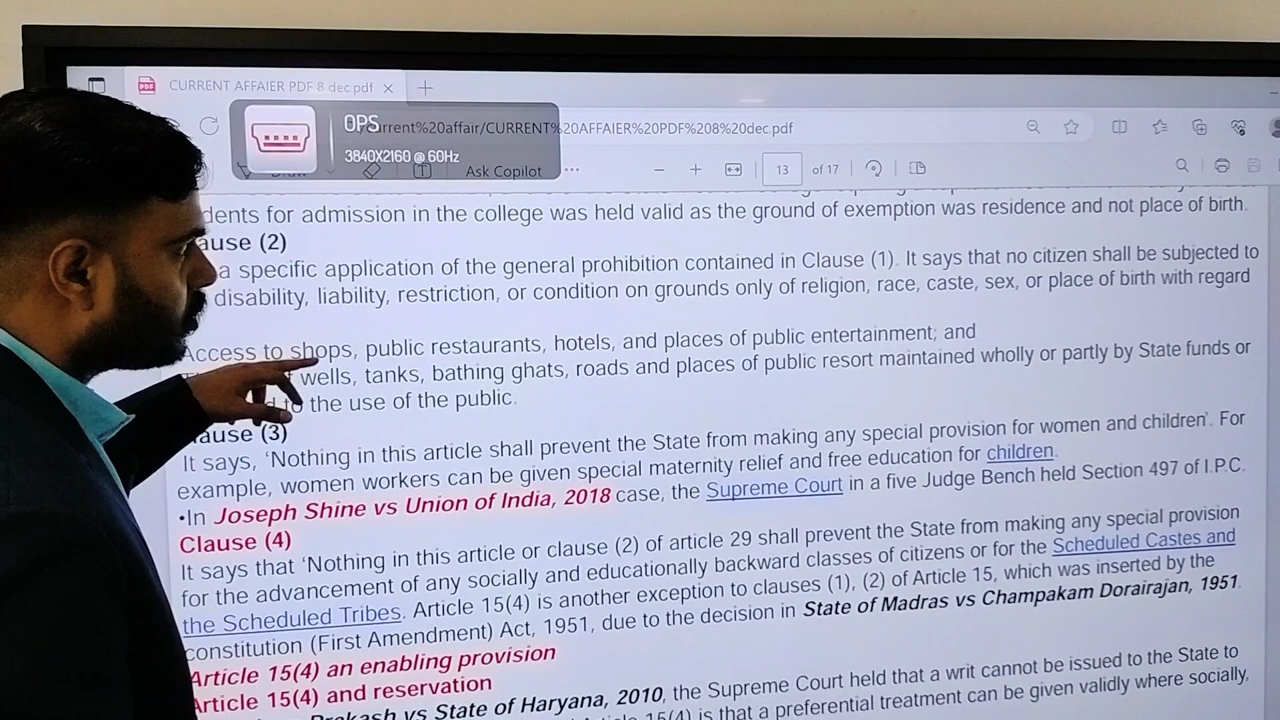 CURRENT AFFAIER PDF 8 dec.pdf
OPS
rrent%20affair/CURRENT%20AFFAIER%20PDF%208%20dec.pdf
3840X2160 @ 60Hz
Draw
Ask Copilot
13 of 17
dents for admission in the college was held valid as the ground of exemption was residence and not place of birth.
ause (2)
a specific application of the general prohibition contained in Clause (1). It says that no citizen shall be subjected to
disability, liability, restriction, or condition on grounds only of religion, race, caste, sex, or place of birth with regard
Access to shops, public restaurants, hotels, and places of public entertainment; and
wells, tanks, bathing ghats, roads and places of public resort maintained wholly or partly by State funds or
to the use of the public.
lause (3)
It says, ‘Nothing in this article shall prevent the State from making any special provision for women and children’. For
example, women workers can be given special maternity relief and free education for children.
•In Joseph Shine vs Union of India, 2018 case, the Supreme Court in a five Judge Bench held Section 497 of I.P.C.
Clause (4)
It says that ‘Nothing in this article or clause (2) of article 29 shall prevent the State from making any special provision
for the advancement of any socially and educationally backward classes of citizens or for the Scheduled Castes and
the Scheduled Tribes. Article 15(4) is another exception to clauses (1), (2) of Article 15, which was inserted by the
constitution (First Amendment) Act, 1951, due to the decision in State of Madras vs Champakam Dorairajan, 1951.
Article 15(4) an enabling provision
Article 15(4) and reservation
Prakash vs State of Haryana, 2010, the Supreme Court held that a writ cannot be issued to the State to
15(4) is that a preferential treatment can be given validly where socially,